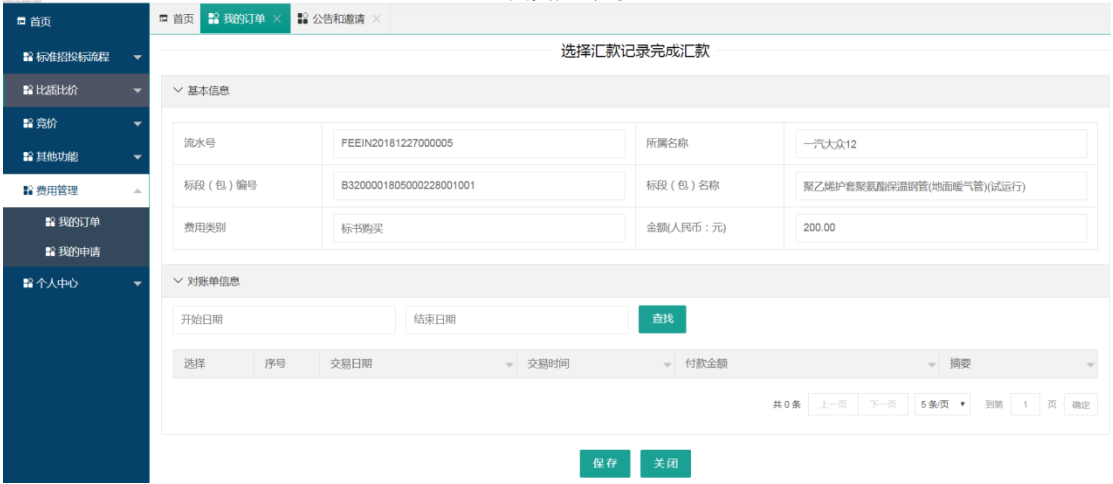 首页
标准招投标流程
比质比价
竞价
其他功能
费用管理
我的订单
我的申请
个人中心
首页 我的订单 × 公告和邀请 ×
选择汇款记录完成汇款
基本信息
流水号 FEEIN20181227000005 所属名称 一汽大众12
标段（包）编号 B3200001805000228001001 标段（包）名称 聚乙烯护套聚氨酯保温钢管(地面暖气管)(试运行)
费用类别 标书购买 金额(人民币：元) 200.00
对账单信息
开始日期 结束日期 查找
选择 序号 交易日期 交易时间 付款金额 摘要
共 0 条 上一页 下一页 5 条/页 到第 1 页 确定
保存 关闭